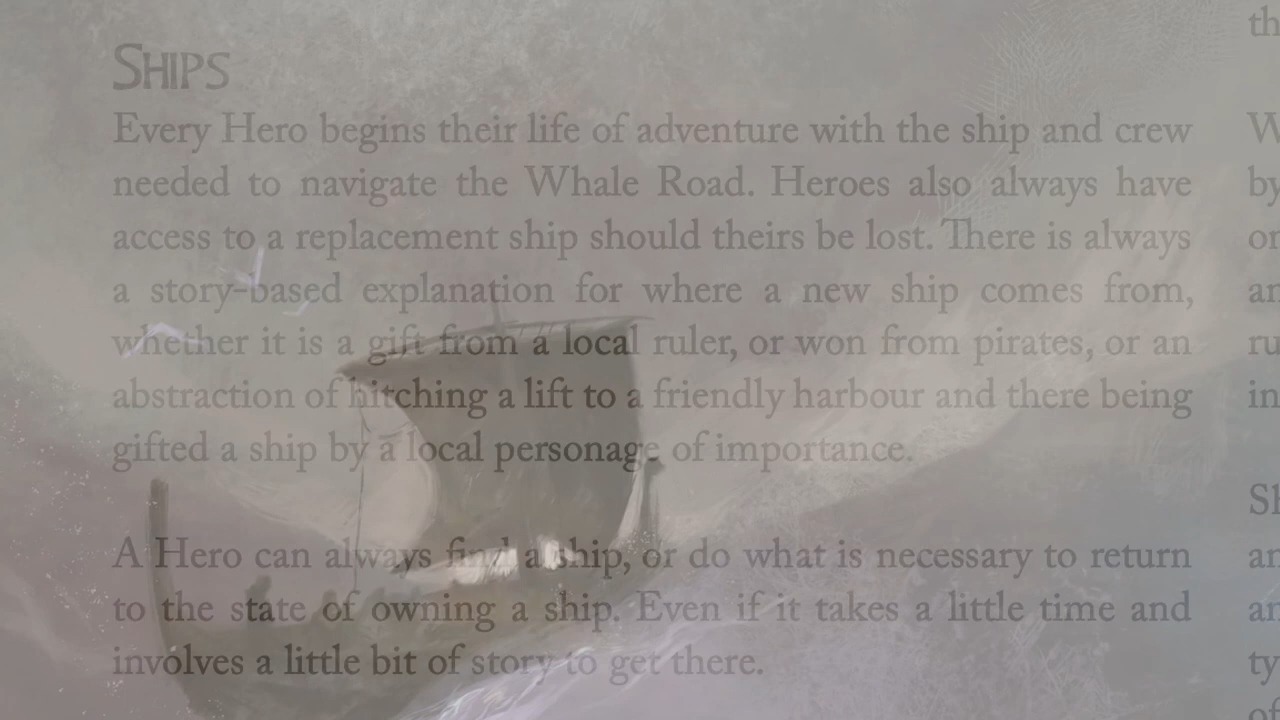 SHIPS
Every Hero begins their life of adventure with the ship and crew
needed to navigate the Whale Road. Heroes also always have
access to a replacement ship should theirs be lost. There is always
a story-based explanation for where a new ship comes from,
whether it is a gift from a local ruler, or won from pirates, or an
abstraction of hitching a lift to a friendly harbour and there being
gifted a ship by a local personage of importance.
A Hero can always find a ship, or do what is necessary to return
to the state of owning a ship. Even if it takes a little time and
involves a little bit of story to get there.